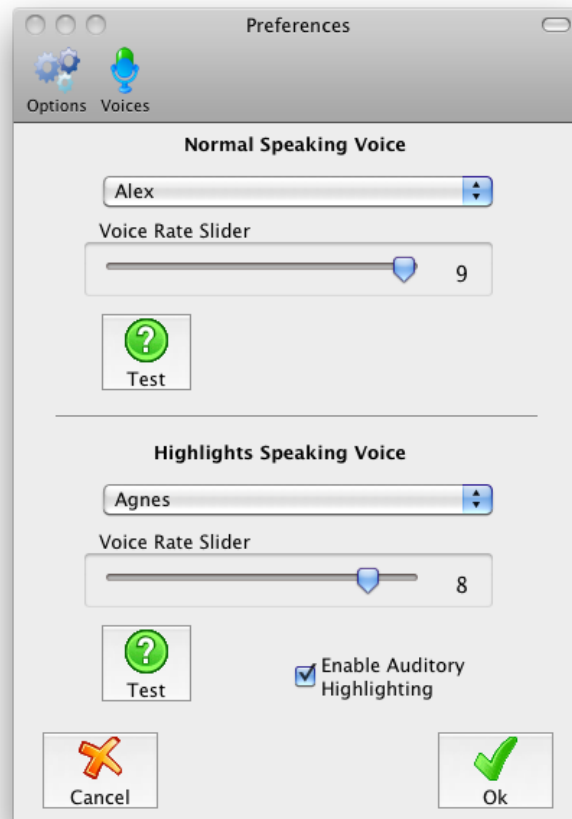 Preferences
Options Voices
Normal Speaking Voice
Alex
Voice Rate Slider
9
?
Test
Highlights Speaking Voice
Agnes
Voice Rate Slider
8
?
Test
Enable Auditory
Highlighting
Cancel
Ok